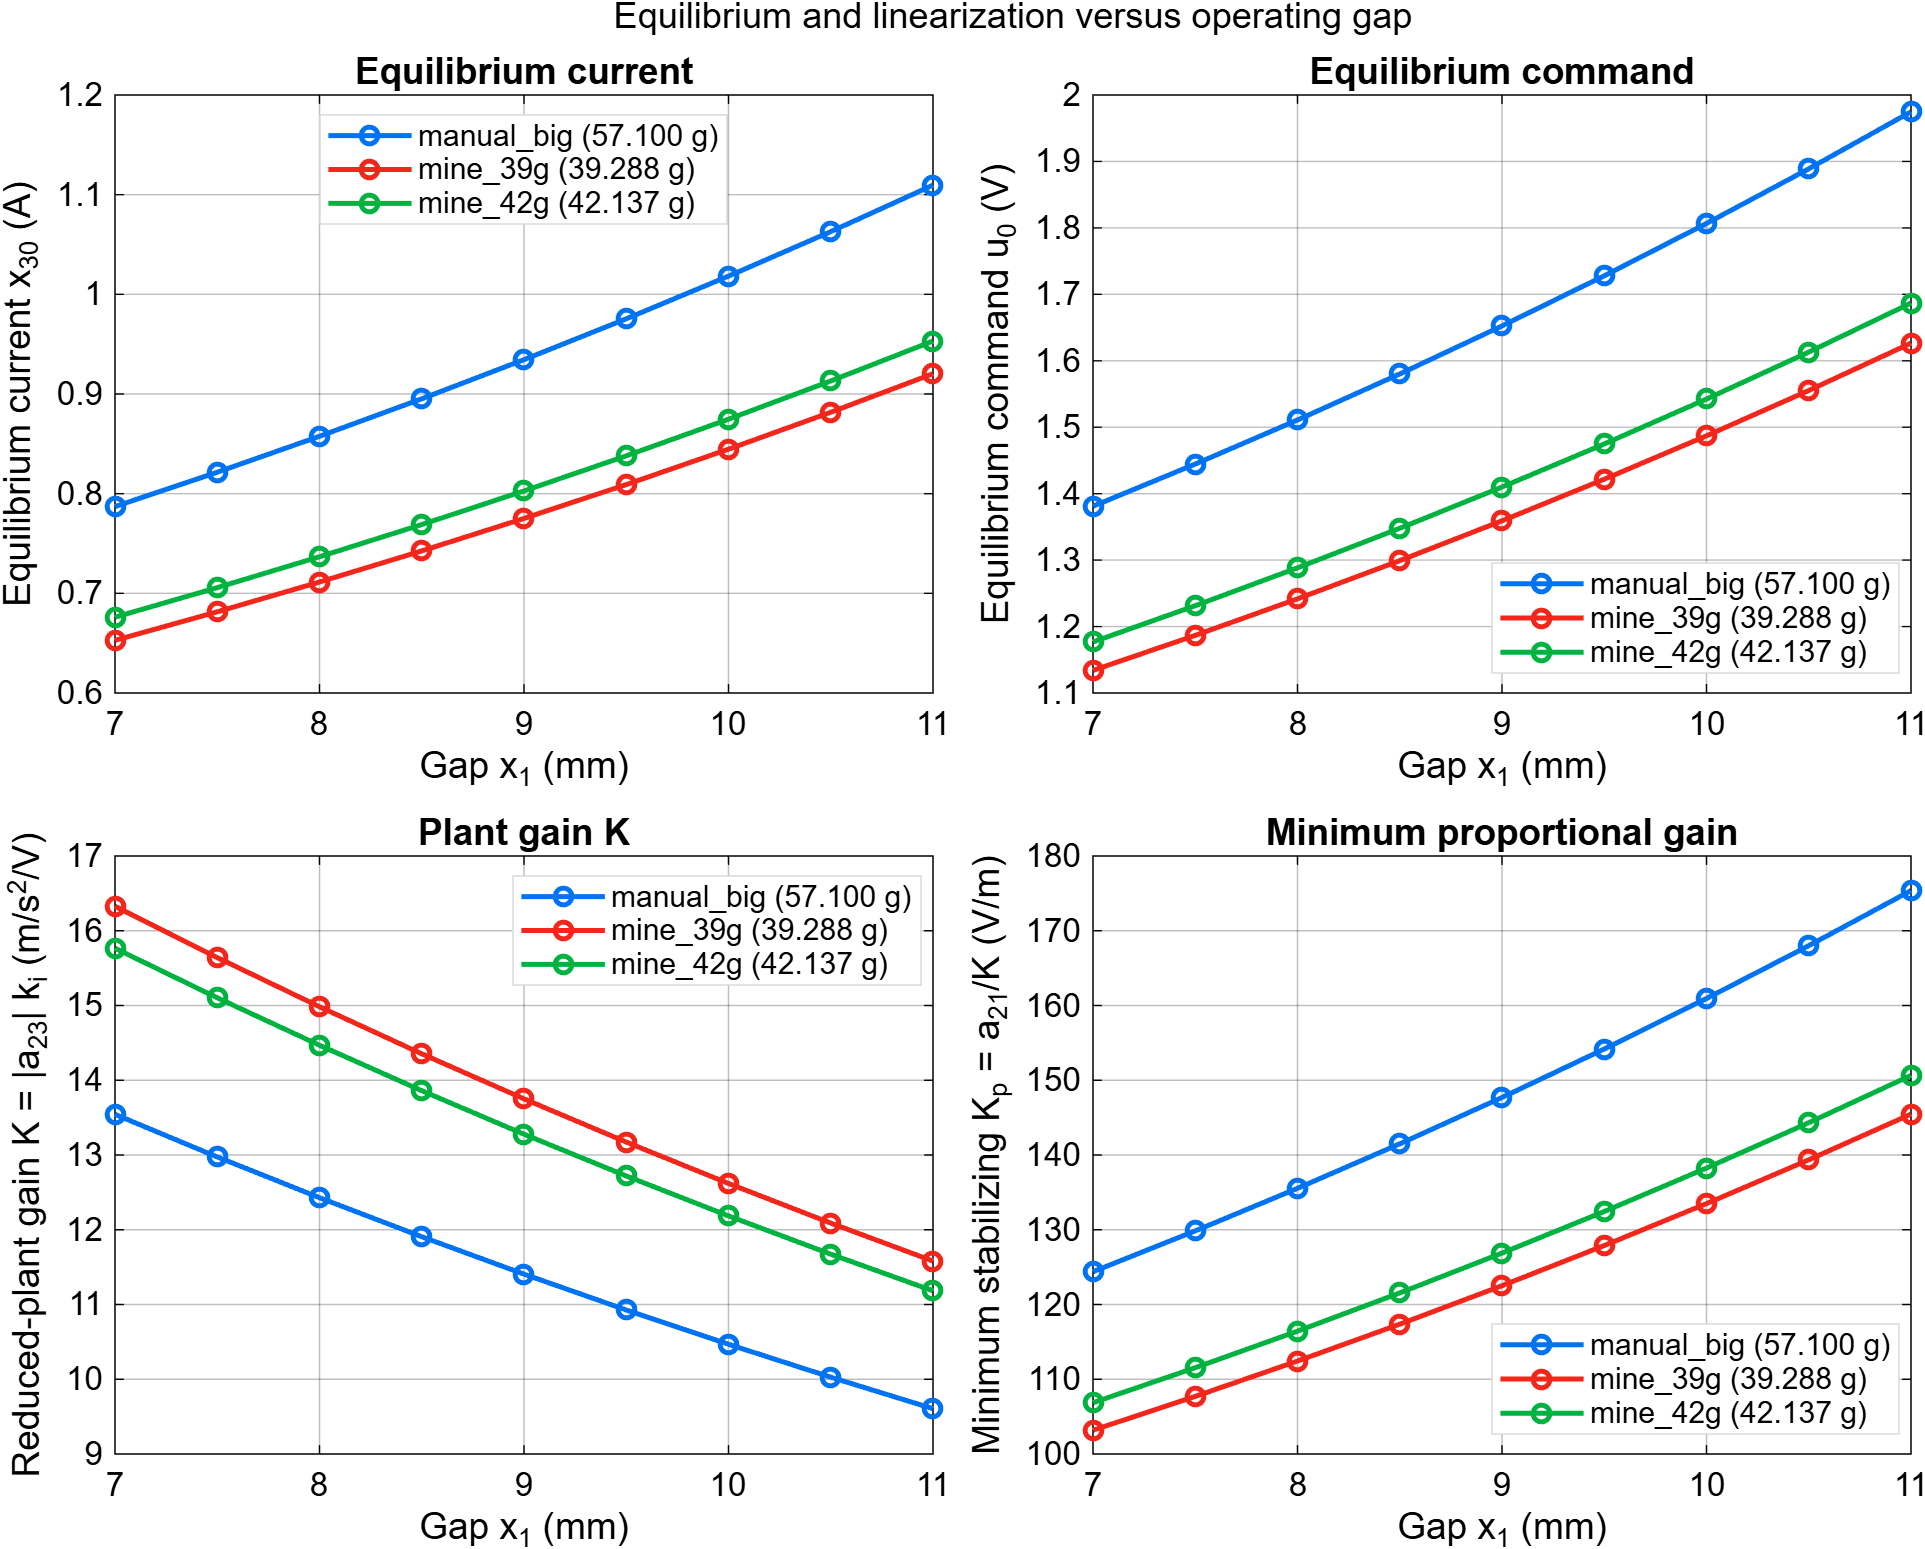 Equilibrium and linearization versus operating gap
Equilibrium current
Equilibrium current x30 (A)
1.2
1.1
1
0.9
0.8
0.7
0.6
7 8 9 10 11
Gap x1 (mm)
manual_big (57.100 g)
mine_39g (39.288 g)
mine_42g (42.137 g)
Equilibrium command
Equilibrium command u0 (V)
2
1.9
1.8
1.7
1.6
1.5
1.4
1.3
1.2
1.1
7 8 9 10 11
Gap x1 (mm)
manual_big (57.100 g)
mine_39g (39.288 g)
mine_42g (42.137 g)
Plant gain K
Reduced-plant gain K = |a23| ki (m/s2/V)
17
16
15
14
13
12
11
10
9
7 8 9 10 11
Gap x1 (mm)
manual_big (57.100 g)
mine_39g (39.288 g)
mine_42g (42.137 g)
Minimum proportional gain
Minimum stabilizing Kp = a21/K (V/m)
180
170
160
150
140
130
120
110
100
7 8 9 10 11
Gap x1 (mm)
manual_big (57.100 g)
mine_39g (39.288 g)
mine_42g (42.137 g)